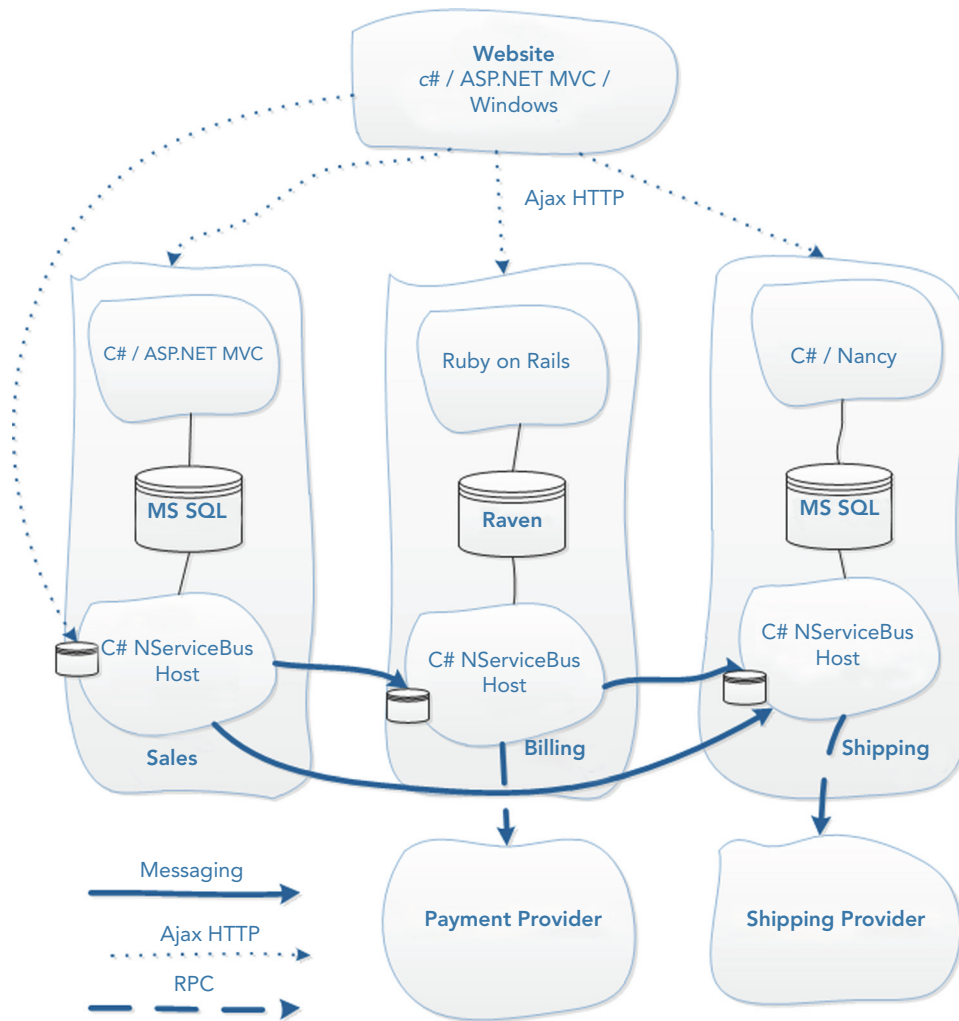 Website
c# / ASP.NET MVC /
Windows
Ajax HTTP
C# / ASP.NET MVC
Ruby on Rails
C# / Nancy
MS SQL
Raven
MS SQL
C# NServiceBus
Host
C# NServiceBus
Host
C# NServiceBus
Host
Sales
Billing
Shipping
Payment Provider
Shipping Provider
Messaging
Ajax HTTP
RPC